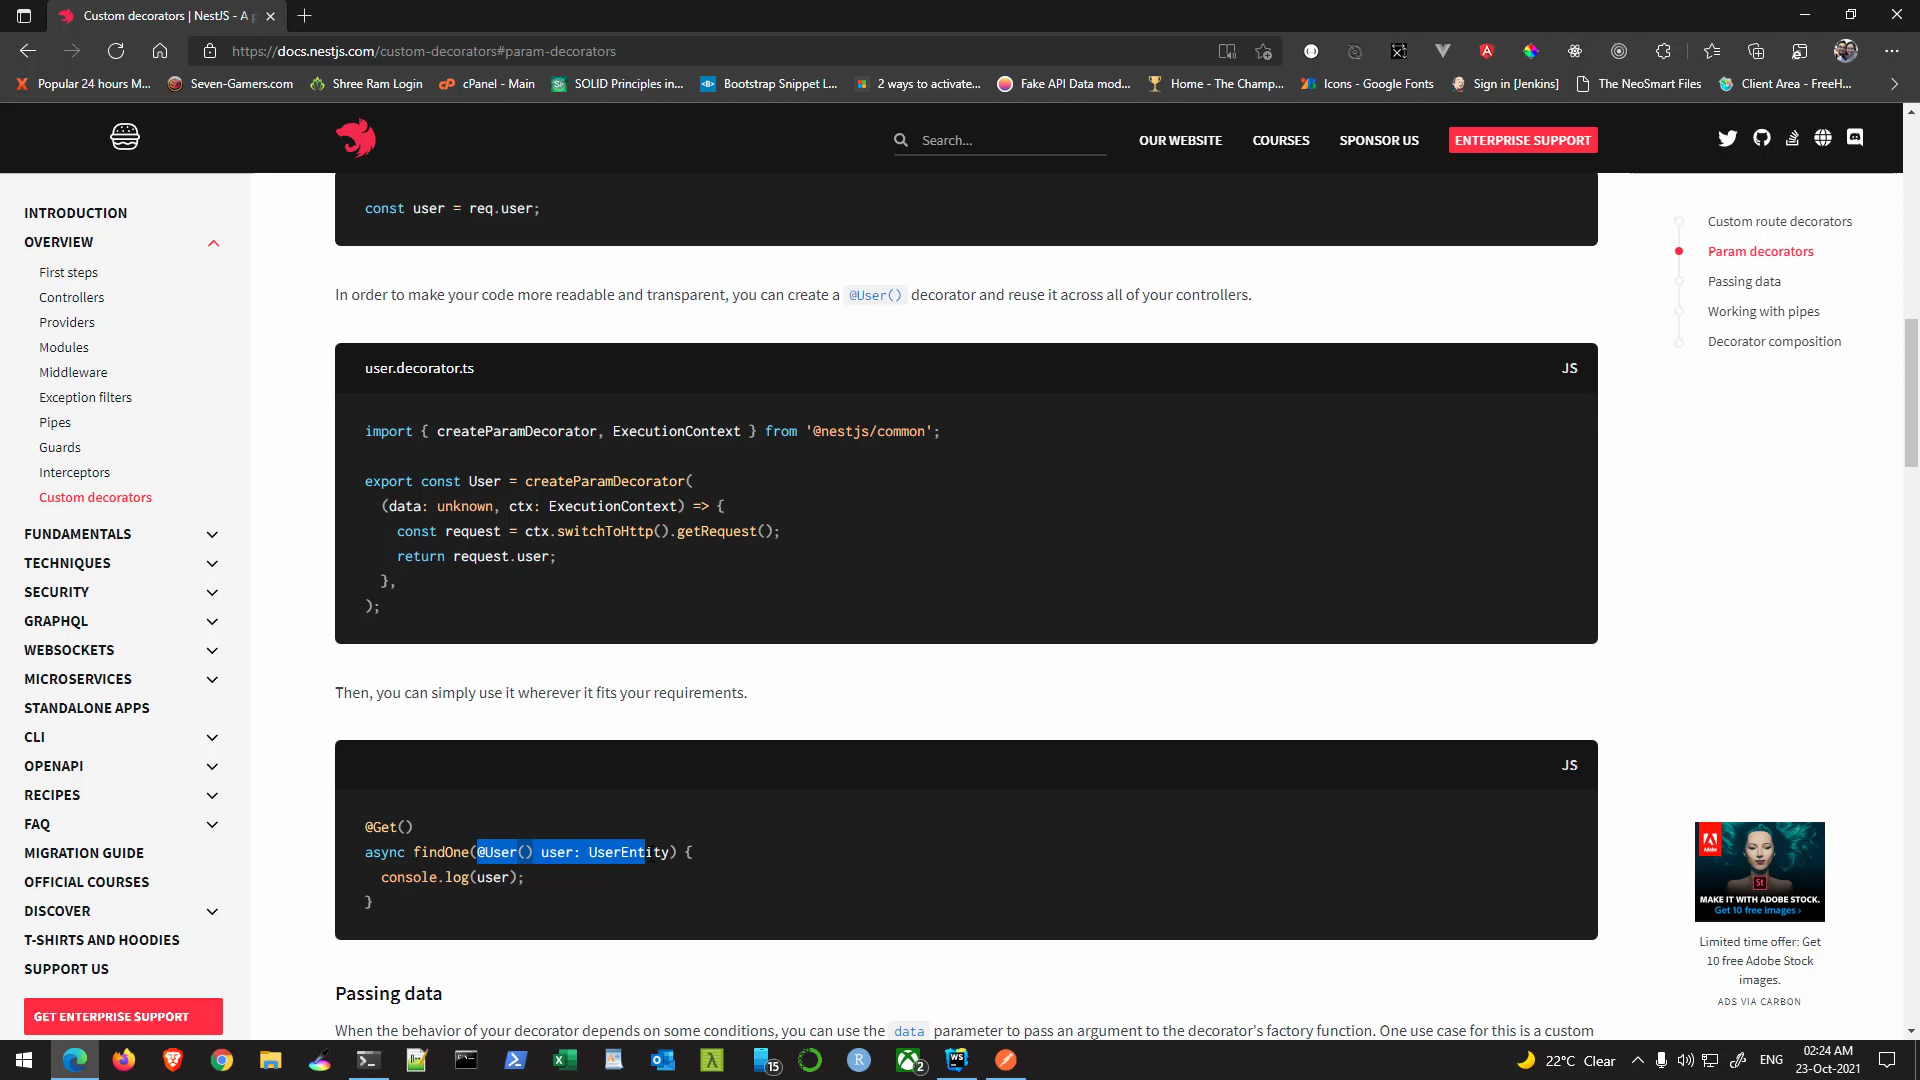 Custom decorators | NestJS - A p
https://docs.nestjs.com/custom-decorators#param-decorators
Popular 24 hours M...
Seven-Gamers.com
Shree Ram Login
cPanel - Main
SOLID Principles in...
Bootstrap Snippet L...
2 ways to activate...
Fake API Data mod...
Home - The Champ...
Icons - Google Fonts
Sign in [Jenkins]
The NeoSmart Files
Client Area - FreeH...
Search...
OUR WEBSITE
COURSES
SPONSOR US
ENTERPRISE SUPPORT
INTRODUCTION
OVERVIEW
First steps
Controllers
Providers
Modules
Middleware
Exception filters
Pipes
Guards
Interceptors
Custom decorators
FUNDAMENTALS
TECHNIQUES
SECURITY
GRAPHQL
WEBSOCKETS
MICROSERVICES
STANDALONE APPS
CLI
OPENAPI
RECIPES
FAQ
MIGRATION GUIDE
OFFICIAL COURSES
DISCOVER
T-SHIRTS AND HOODIES
SUPPORT US
GET ENTERPRISE SUPPORT
const user = req.user;
In order to make your code more readable and transparent, you can create a @User() decorator and reuse it across all of your controllers.
user.decorator.ts
JS
import { createParamDecorator, ExecutionContext } from '@nestjs/common';
export const User = createParamDecorator(
(data: unknown, ctx: ExecutionContext) => {
const request = ctx.switchToHttp().getRequest();
return request.user;
},
);
Then, you can simply use it wherever it fits your requirements.
JS
@Get()
async findOne(@User() user: UserEntity) {
console.log(user);
}
Passing data
When the behavior of your decorator depends on some conditions, you can use the data parameter to pass an argument to the decorator's factory function. One use case for this is a custom
Custom route decorators
Param decorators
Passing data
Working with pipes
Decorator composition
Adobe
St
MAKE IT WITH ADOBE STOCK.
Get 10 free images ›
Limited time offer: Get
10 free Adobe Stock
images.
ADS VIA CARBON
15
R
2
WS
22°C Clear
ENG
02:24 AM
23-Oct-2021